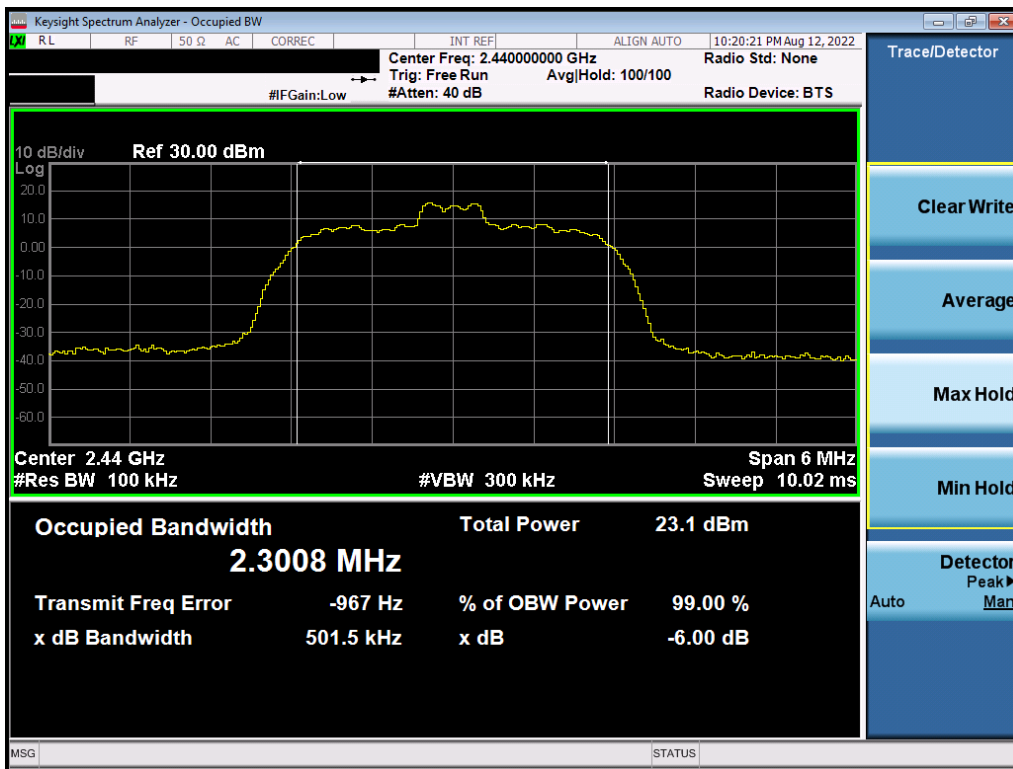 Keysight Spectrum Analyzer - Occupied BW
LXI RL RF 50 Ω AC CORREC INT REF ALIGN AUTO 10:20:21 PM Aug 12, 2022
Center Freq: 2.440000000 GHz Radio Std: None
Trig: Free Run Avg|Hold: 100/100
#IFGain:Low #Atten: 40 dB Radio Device: BTS
10 dB/div Ref 30.00 dBm
Log
20.0
10.0
0.00
-10.0
-20.0
-30.0
-40.0
-50.0
-60.0
Center 2.44 GHz Span 6 MHz
#Res BW 100 kHz #VBW 300 kHz Sweep 10.02 ms
Occupied Bandwidth Total Power 23.1 dBm
2.3008 MHz
Transmit Freq Error -967 Hz % of OBW Power 99.00 %
x dB Bandwidth 501.5 kHz x dB -6.00 dB
MSG STATUS
Trace/Detector
Clear Write
Average
Max Hold
Min Hold
Detector
Peak
Auto Man